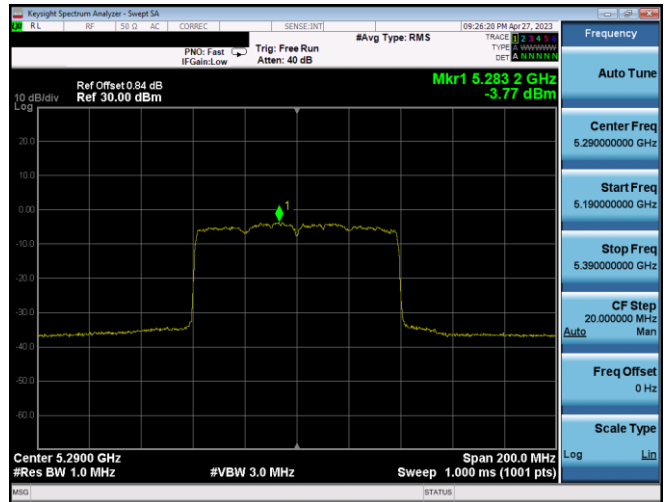 Keysight Spectrum Analyzer - Swept SA
RL RF 50 Ω AC CORREC SENSE:INT 09:26:20 PM Apr 27, 2023
#Avg Type: RMS
TRACE 1 2 3 4 5 6
PNO: Fast Trig: Free Run TYPE A WWWWW
IFGain:Low Atten: 40 dB DET A N N N N N
Mkr1 5.283 2 GHz
-3.77 dBm
Ref Offset 0.84 dB
10 dB/div Ref 30.00 dBm
Log
20.0
10.0
0.00
-10.0
-20.0
-30.0
-40.0
-50.0
-60.0
1
Center 5.2900 GHz Span 200.0 MHz
#Res BW 1.0 MHz #VBW 3.0 MHz Sweep 1.000 ms (1001 pts)
MSG STATUS
Frequency
Auto Tune
Center Freq
5.290000000 GHz
Start Freq
5.190000000 GHz
Stop Freq
5.390000000 GHz
CF Step
20.000000 MHz
Auto Man
Freq Offset
0 Hz
Scale Type
Log Lin